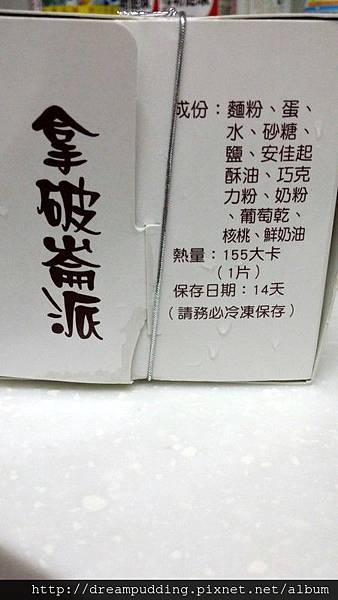 拿破崙派
成份：麵粉、蛋、
水、砂糖、
鹽、安佳起
酥油、巧克
力粉、奶粉
、葡萄乾、
核桃、鮮奶油
熱量：155大卡
（1片）
保存日期：14天
（請務必冷凍保存）
http://dreampudding.pixnet.net/album